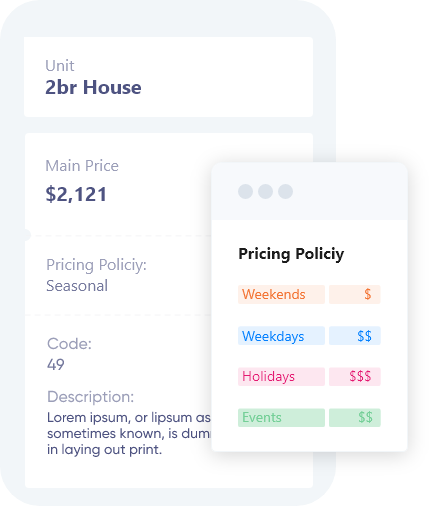 Unit
2br House
Main Price
$2,121
Pricing Policiy:
Seasonal
Code:
49
Description:
Lorem ipsum, or lipsum as
sometimes known, is dum
in laying out print.
Pricing Policiy
Weekends $
Weekdays $$
Holidays $$$
Events $$